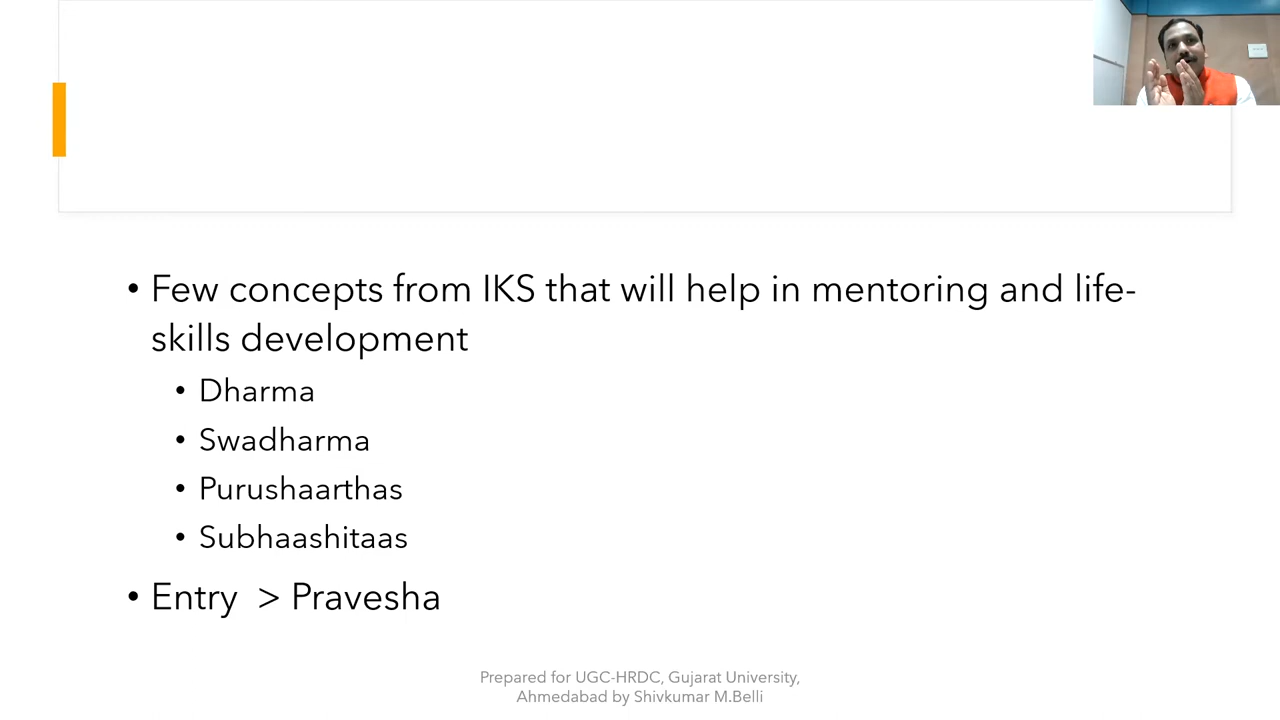 • Few concepts from IKS that will help in mentoring and life-
skills development
• Dharma
• Swadharma
• Purushaarthas
• Subhaashitaas
• Entry > Pravesha
Prepared for UGC-HRDC, Gujarat University,
Ahmedabad by Shivkumar M.Belli